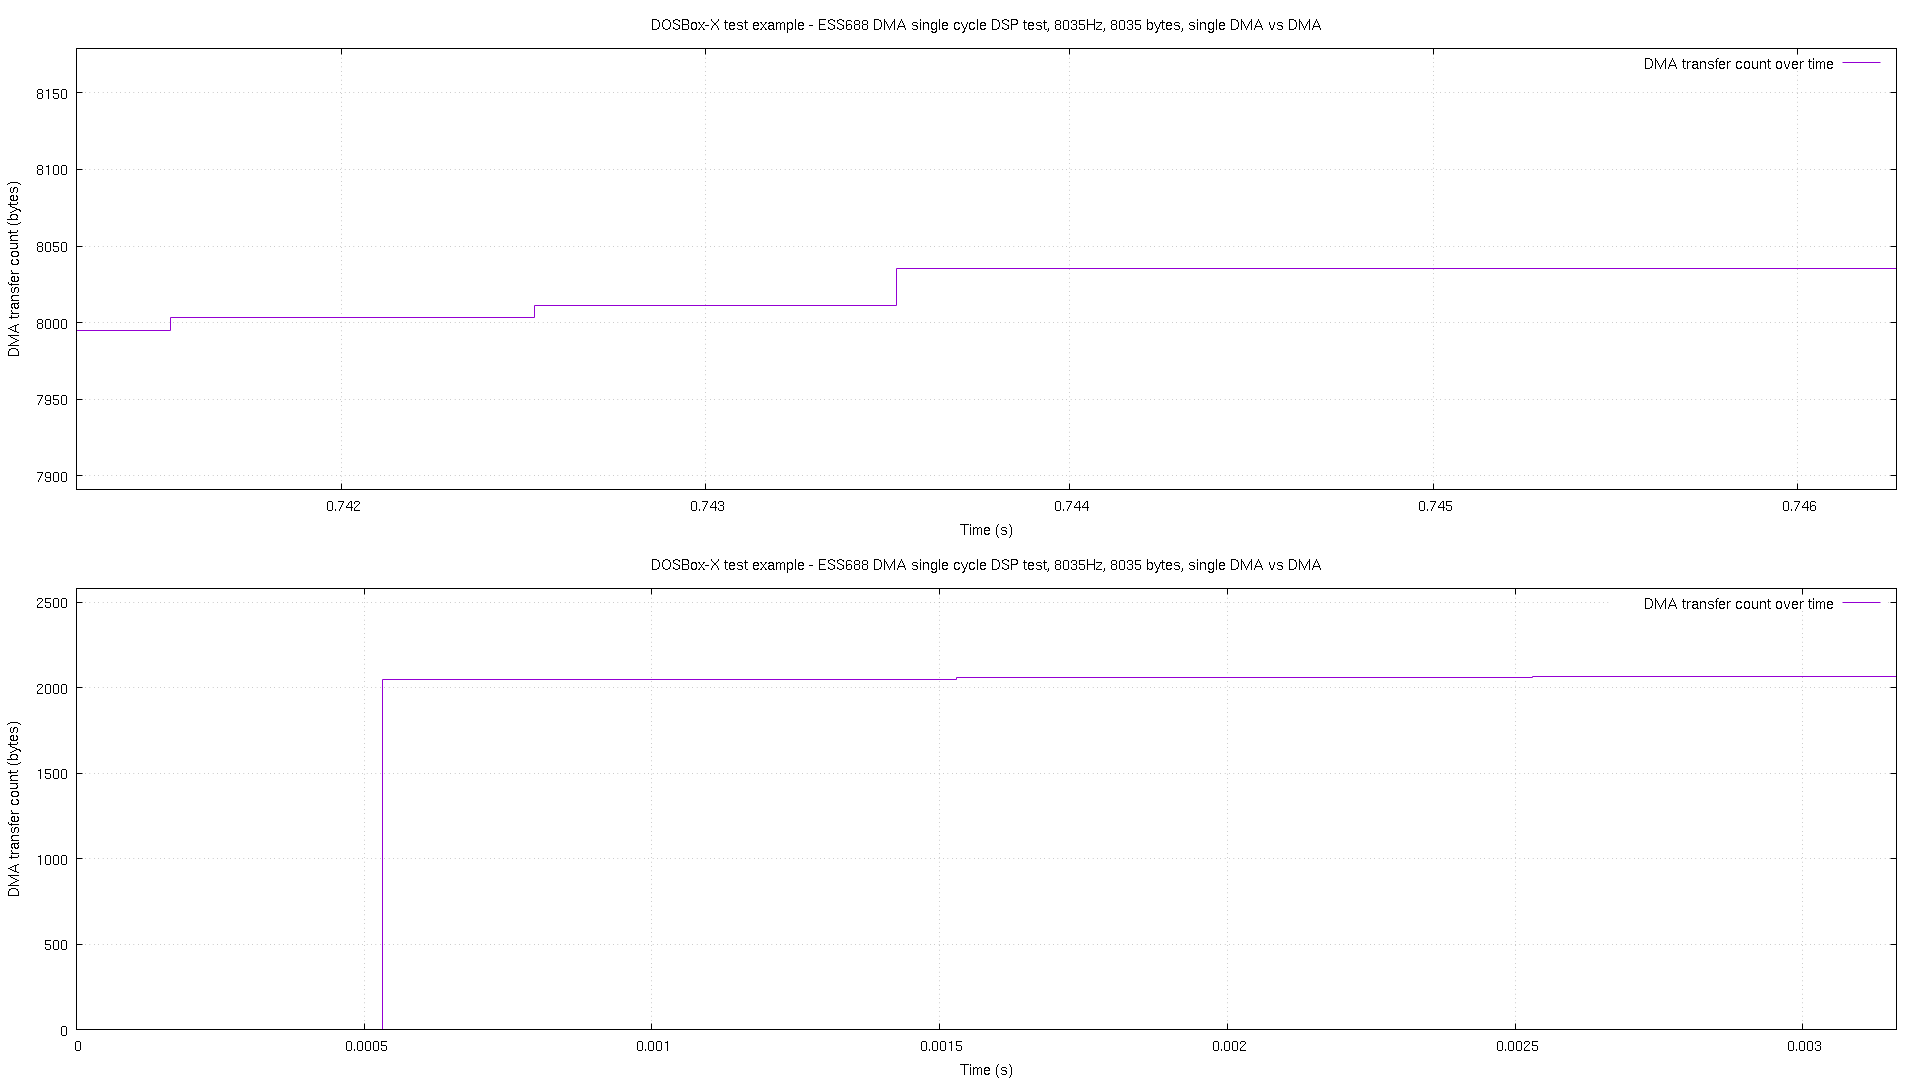 DOSBox-X test example - ESS688 DMA single cycle DSP test, 8035Hz, 8035 bytes, single DMA vs DMA
DMA transfer count over time
DMA transfer count (bytes)
8150
8100
8050
8000
7950
7900
0.742 0.743 0.744 0.745 0.746
Time (s)
DOSBox-X test example - ESS688 DMA single cycle DSP test, 8035Hz, 8035 bytes, single DMA vs DMA
DMA transfer count over time
DMA transfer count (bytes)
2500
2000
1500
1000
500
0
0 0.0005 0.001 0.0015 0.002 0.0025 0.003
Time (s)